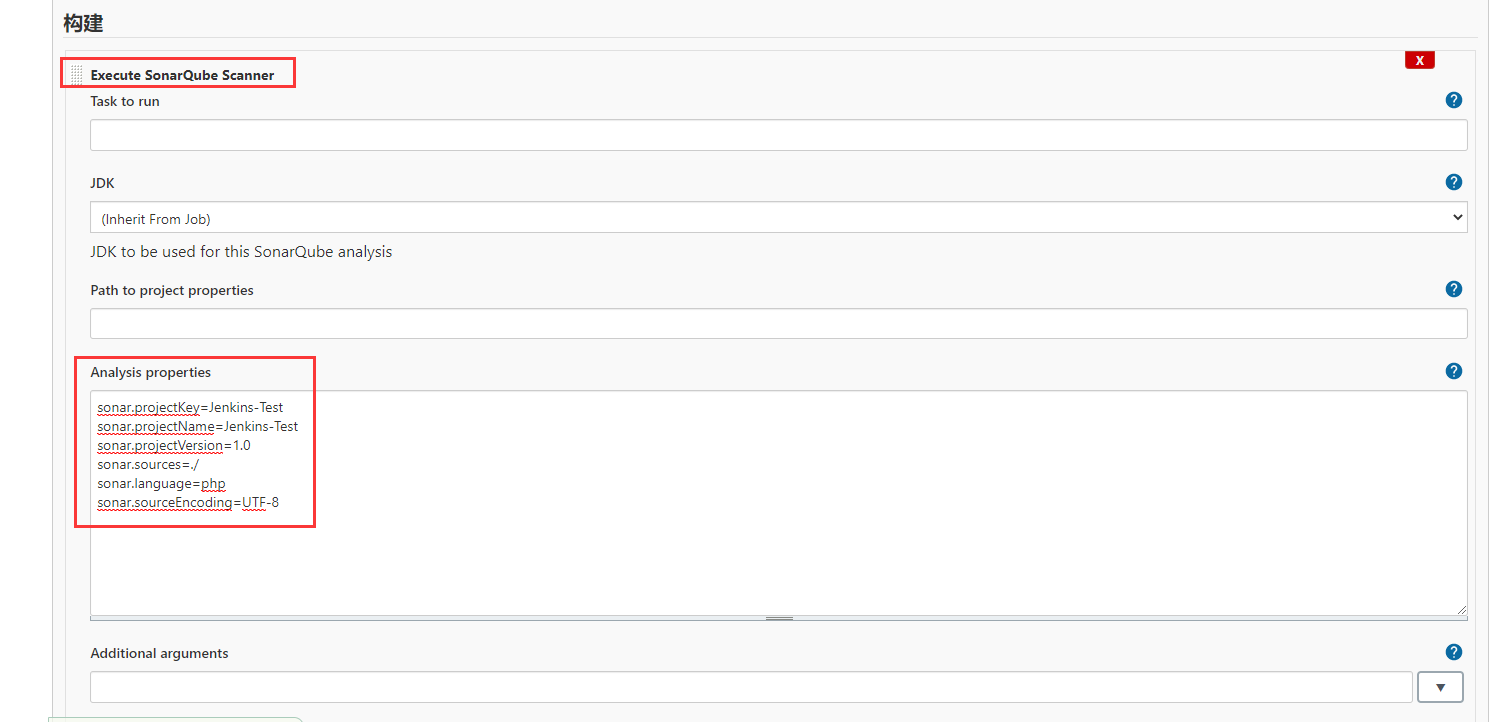 构建
Execute SonarQube Scanner
X
Task to run
?
JDK
?
(Inherit From Job)
JDK to be used for this SonarQube analysis
Path to project properties
?
Analysis properties
?
sonar.projectKey=Jenkins-Test
sonar.projectName=Jenkins-Test
sonar.projectVersion=1.0
sonar.sources=./
sonar.language=php
sonar.sourceEncoding=UTF-8
Additional arguments
?